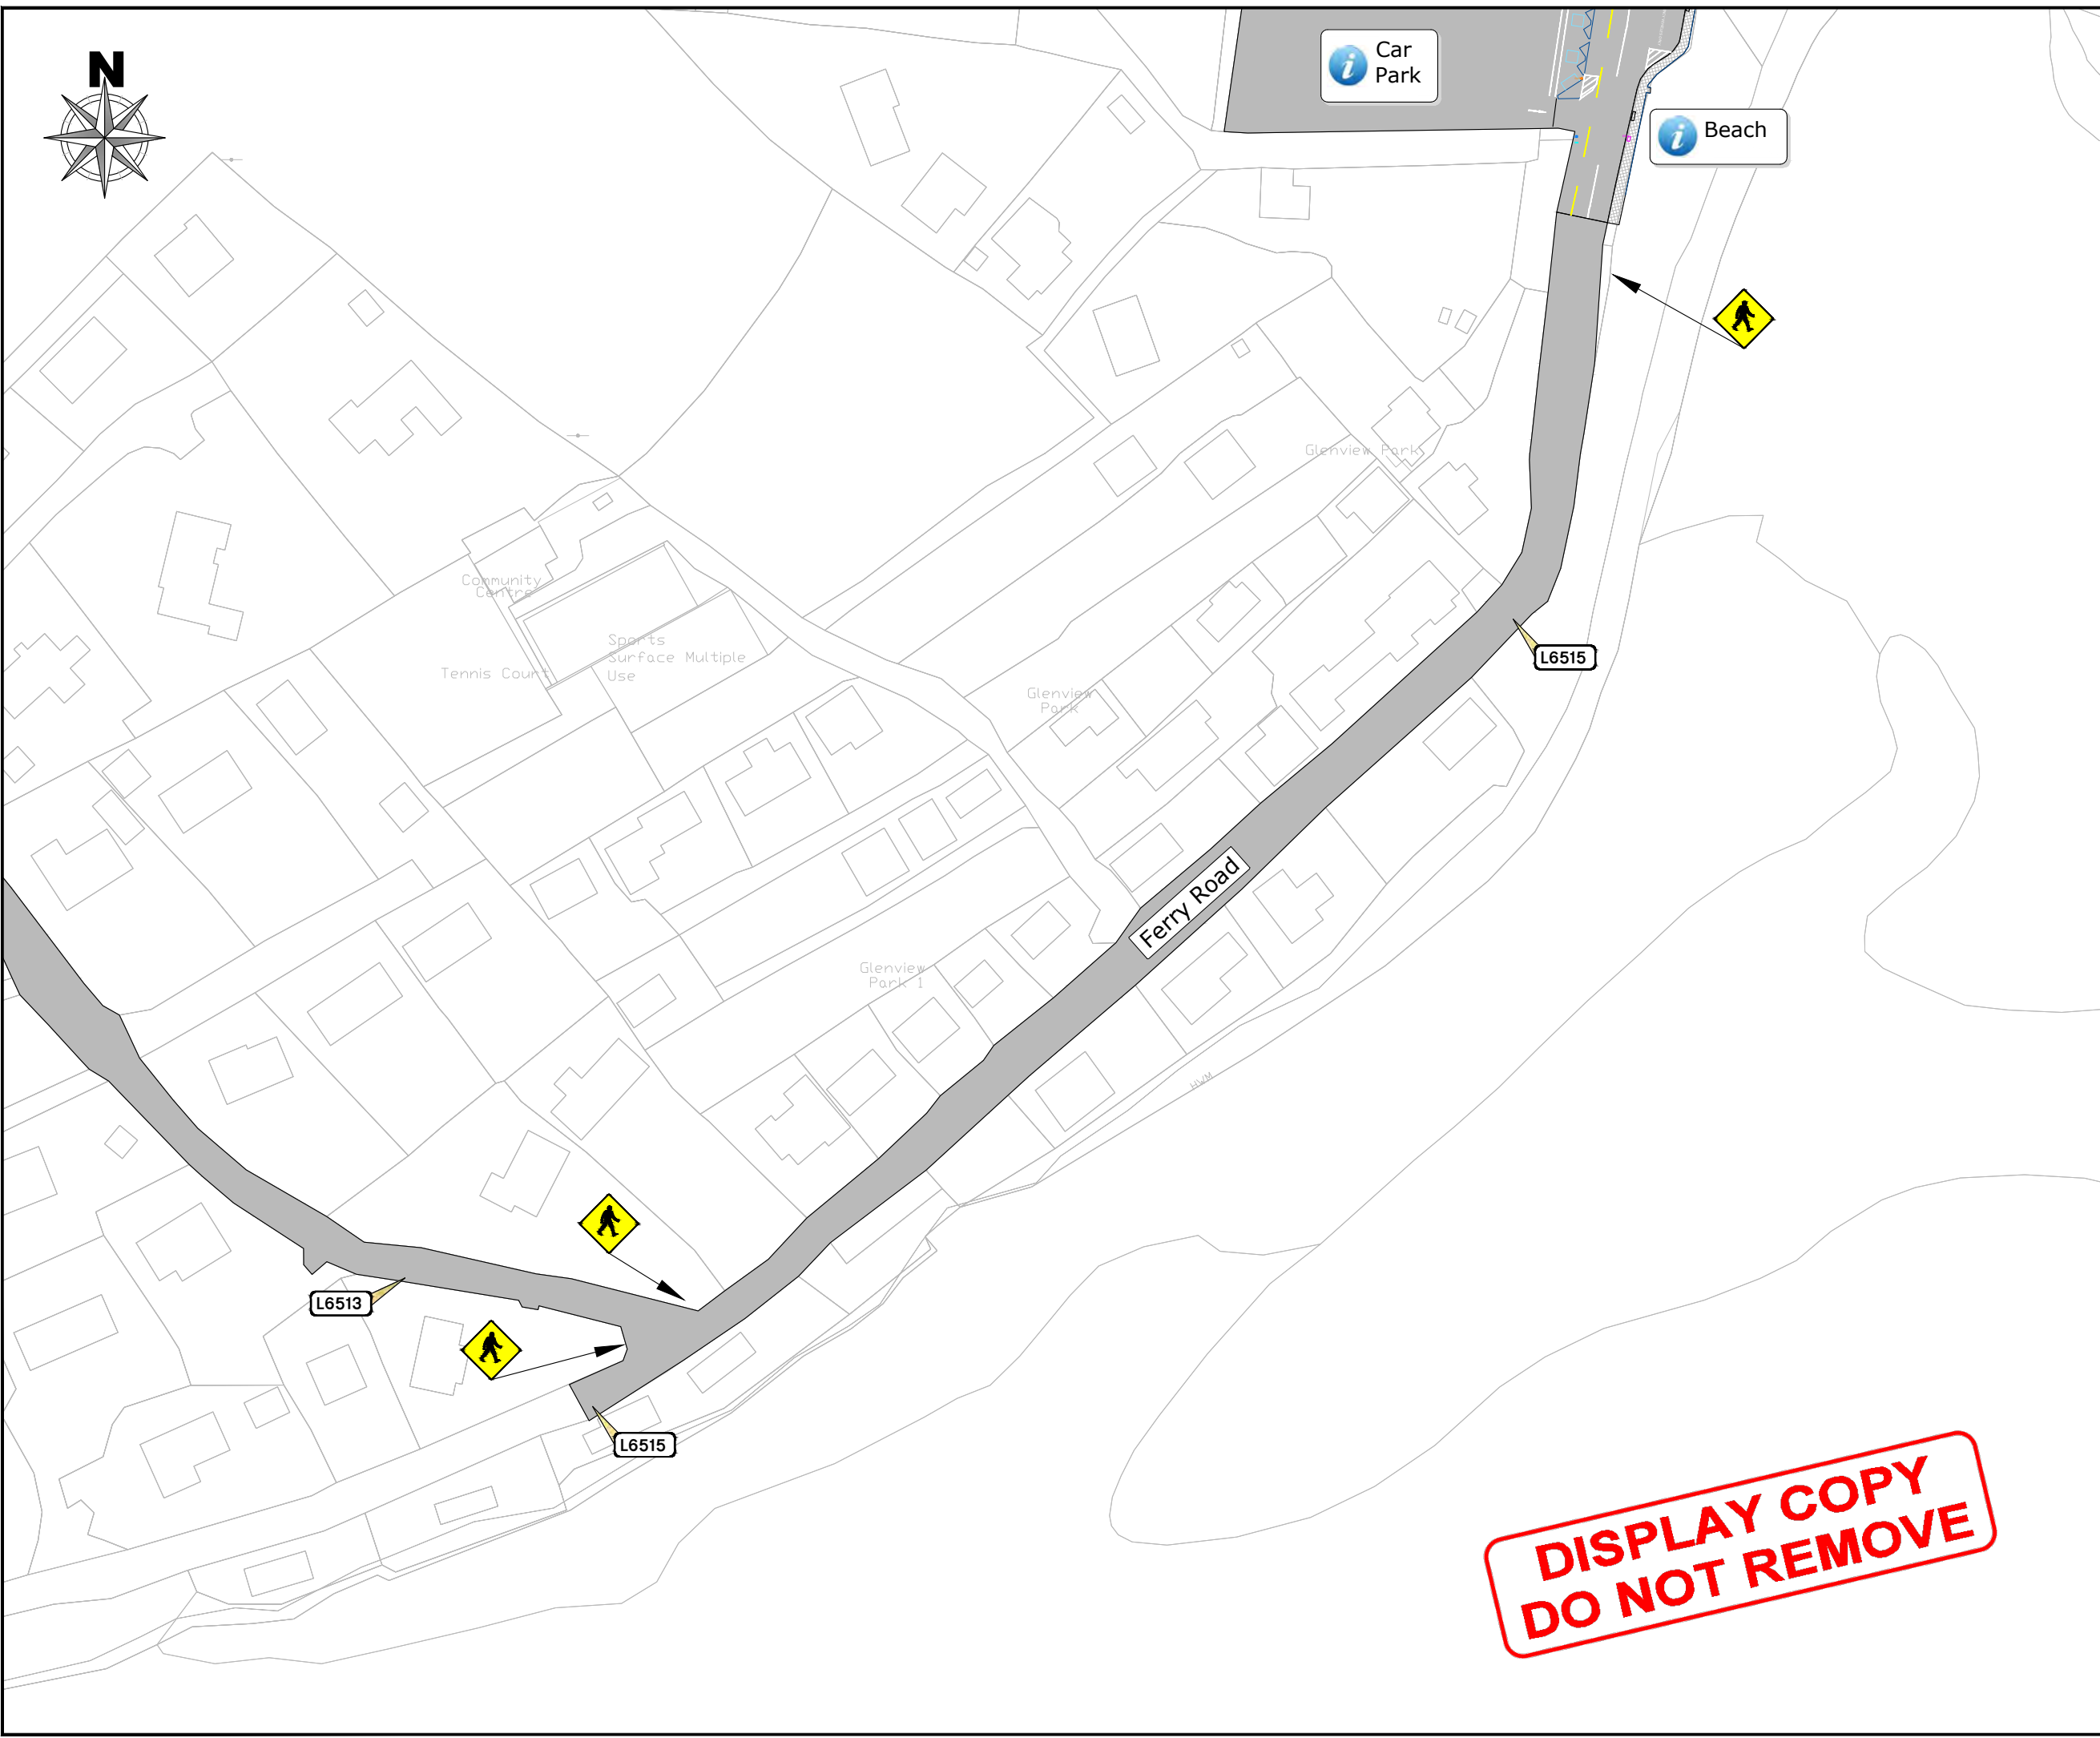 N
Car
Park
Beach
Glenview Park
Community
Centre
Sports
Surface Multiple
Use
Tennis Court
L6515
Glenview
Park
Ferry Road
Glenview
Park 1
HWM
L6513
L6515
DISPLAY COPY
DO NOT REMOVE